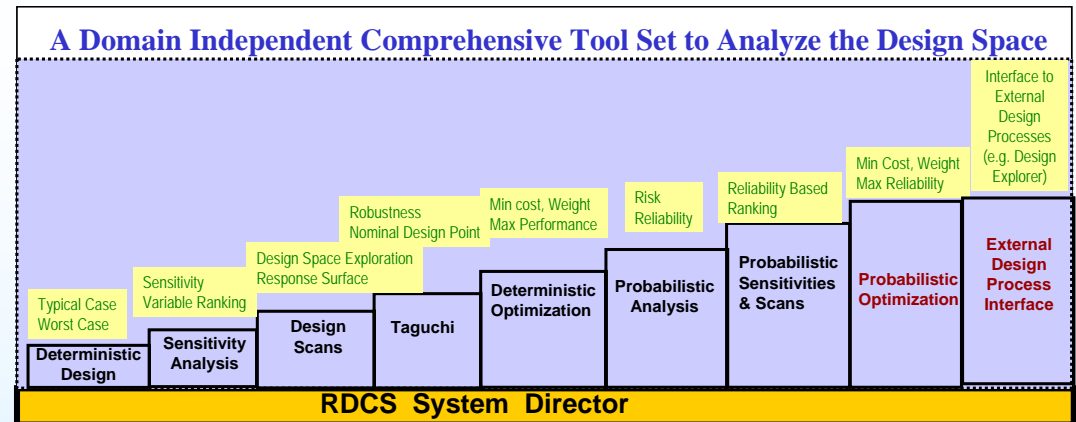 A Domain Independent Comprehensive Tool Set to Analyze the Design Space
Typical Case
Worst Case
Deterministic
Design
Sensitivity
Variable Ranking
Sensitivity
Analysis
Design Space Exploration
Response Surface
Design
Scans
Robustness
Nominal Design Point
Taguchi
Min cost, Weight
Max Performance
Deterministic
Optimization
Risk
Reliability
Probabilistic
Analysis
Reliability Based
Ranking
Probabilistic
Sensitivities
& Scans
Min Cost, Weight
Max Reliability
Probabilistic
Optimization
Interface to
External
Design
Processes
(e.g. Design
Explorer)
External
Design
Process
Interface
RDCS System Director